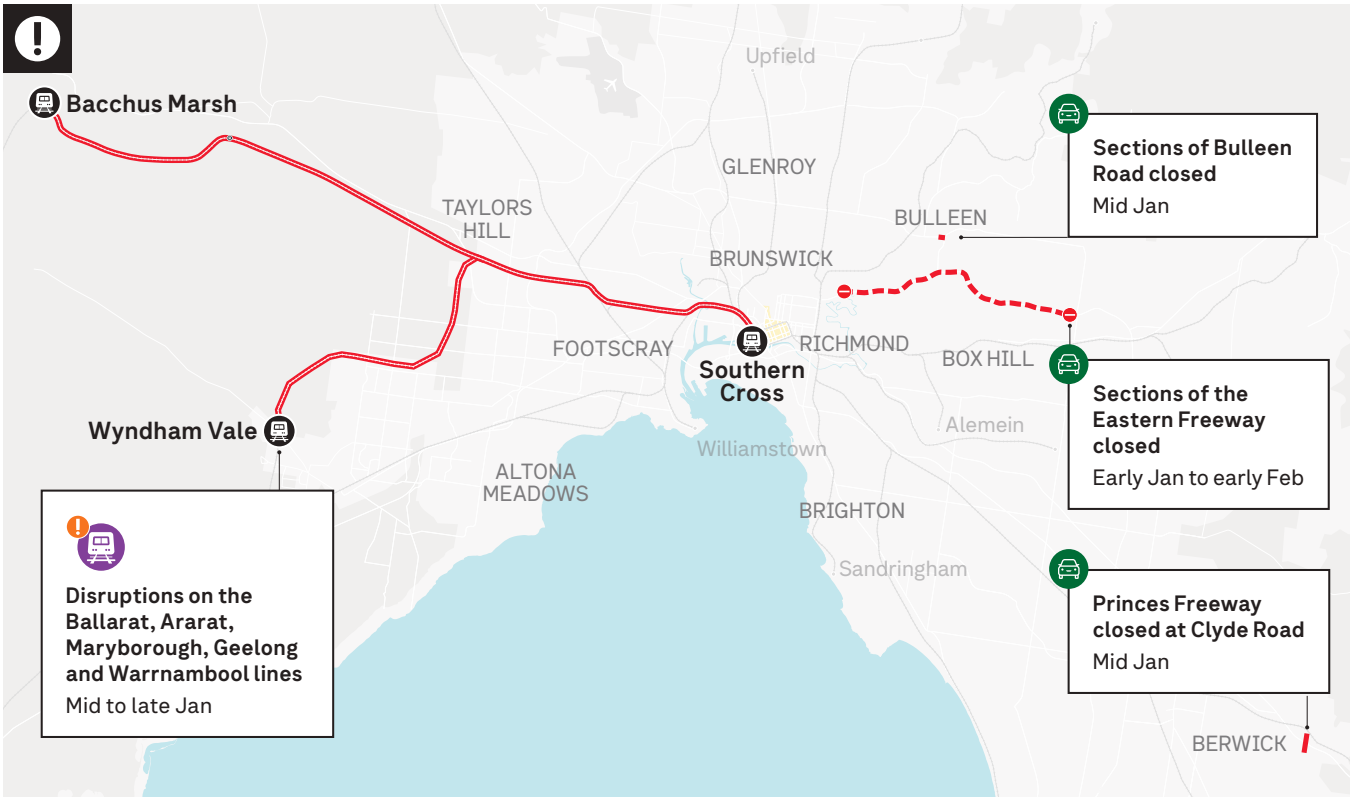 !
Bacchus Marsh
Upfield
GLENROY
TAYLORS
HILL
BRUNSWICK
BULLEEN
Sections of Bulleen
Road closed
Mid Jan
FOOTSCRAY
Southern
Cross
RICHMOND
BOX HILL
Alemein
Sections of the
Eastern Freeway
closed
Early Jan to early Feb
Wyndham Vale
Williamstown
ALTONA
MEADOWS
BRIGHTON
Sandringham
!
Disruptions on the
Ballarat, Ararat,
Maryborough, Geelong
and Warrnambool lines
Mid to late Jan
Princes Freeway
closed at Clyde Road
Mid Jan
BERWICK